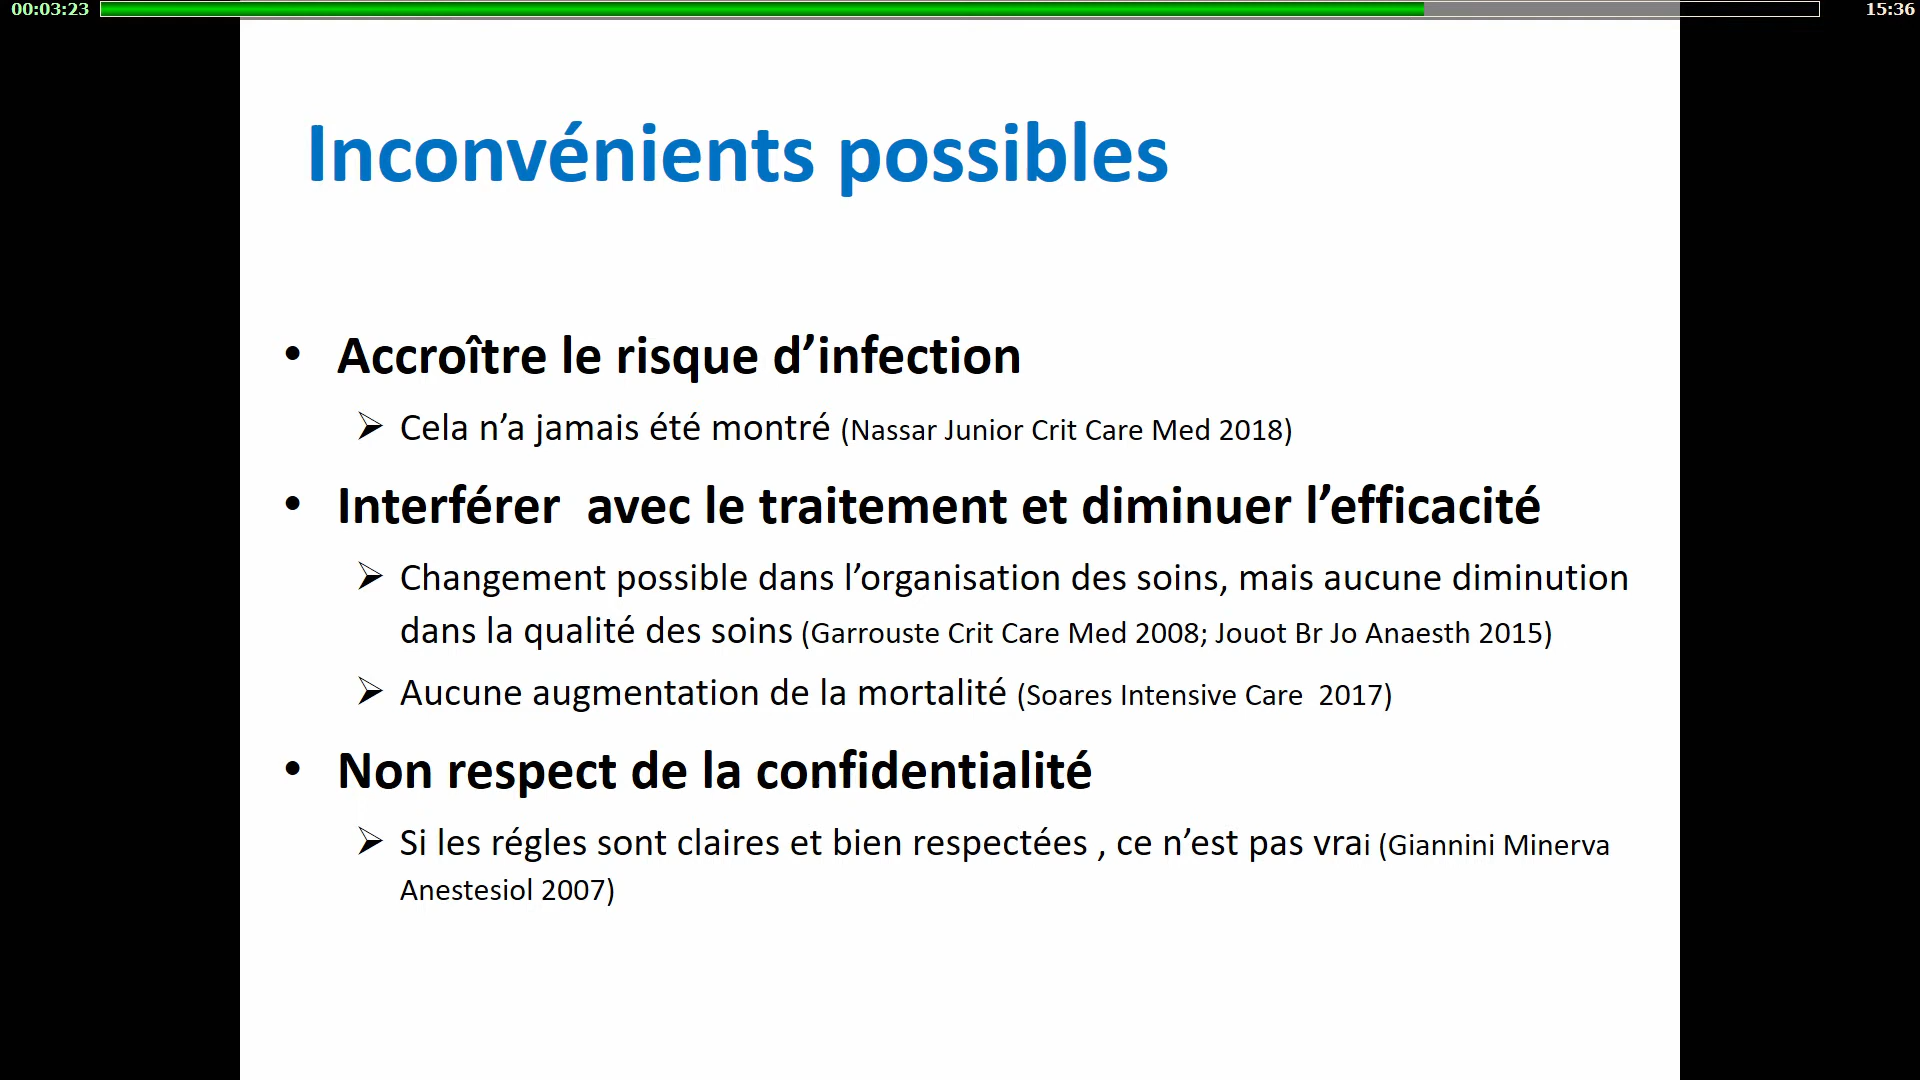 00:03:23
15:36
Inconvénients possibles
• Accroître le risque d’infection
➢ Cela n’a jamais été montré (Nassar Junior Crit Care Med 2018)
• Interférer  avec le traitement et diminuer l’efficacité
➢ Changement possible dans l’organisation des soins, mais aucune diminution
dans la qualité des soins (Garrouste Crit Care Med 2008; Jouot Br Jo Anaesth 2015)
➢ Aucune augmentation de la mortalité (Soares Intensive Care  2017)
• Non respect de la confidentialité
➢ Si les régles sont claires et bien respectées , ce n’est pas vrai (Giannini Minerva
Anestesiol 2007)